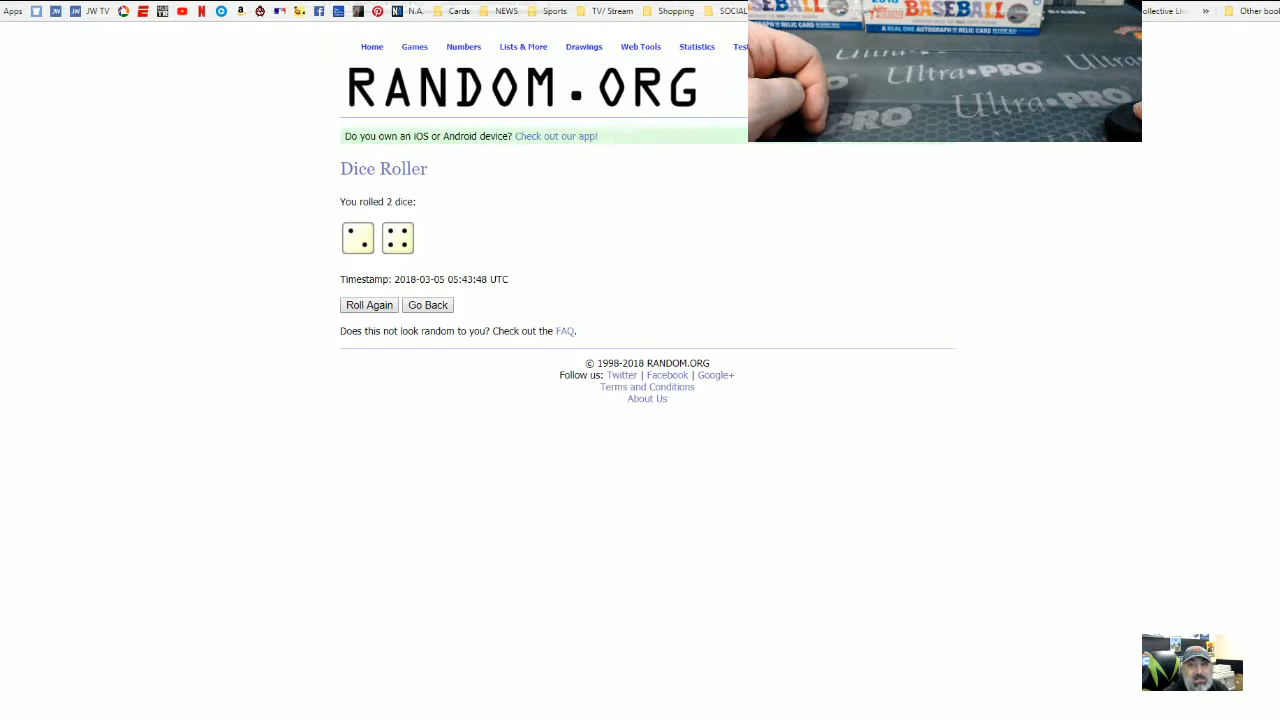 Apps JW TV N.A. Cards NEWS Sports TV/ Stream Shopping SOCIAL ollective Liv » Other boo
Home Games Numbers Lists & More Drawings Web Tools Statistics Tes
RANDOM.ORG
Do you own an iOS or Android device? Check out our app!
Dice Roller
You rolled 2 dice:
Timestamp: 2018-03-05 05:43:48 UTC
Roll Again Go Back
Does this not look random to you? Check out the FAQ.
© 1998-2018 RANDOM.ORG
Follow us: Twitter | Facebook | Google+
Terms and Conditions
About Us
BASEBALL
Ultra•PRO
Ultra•PRO
PRO